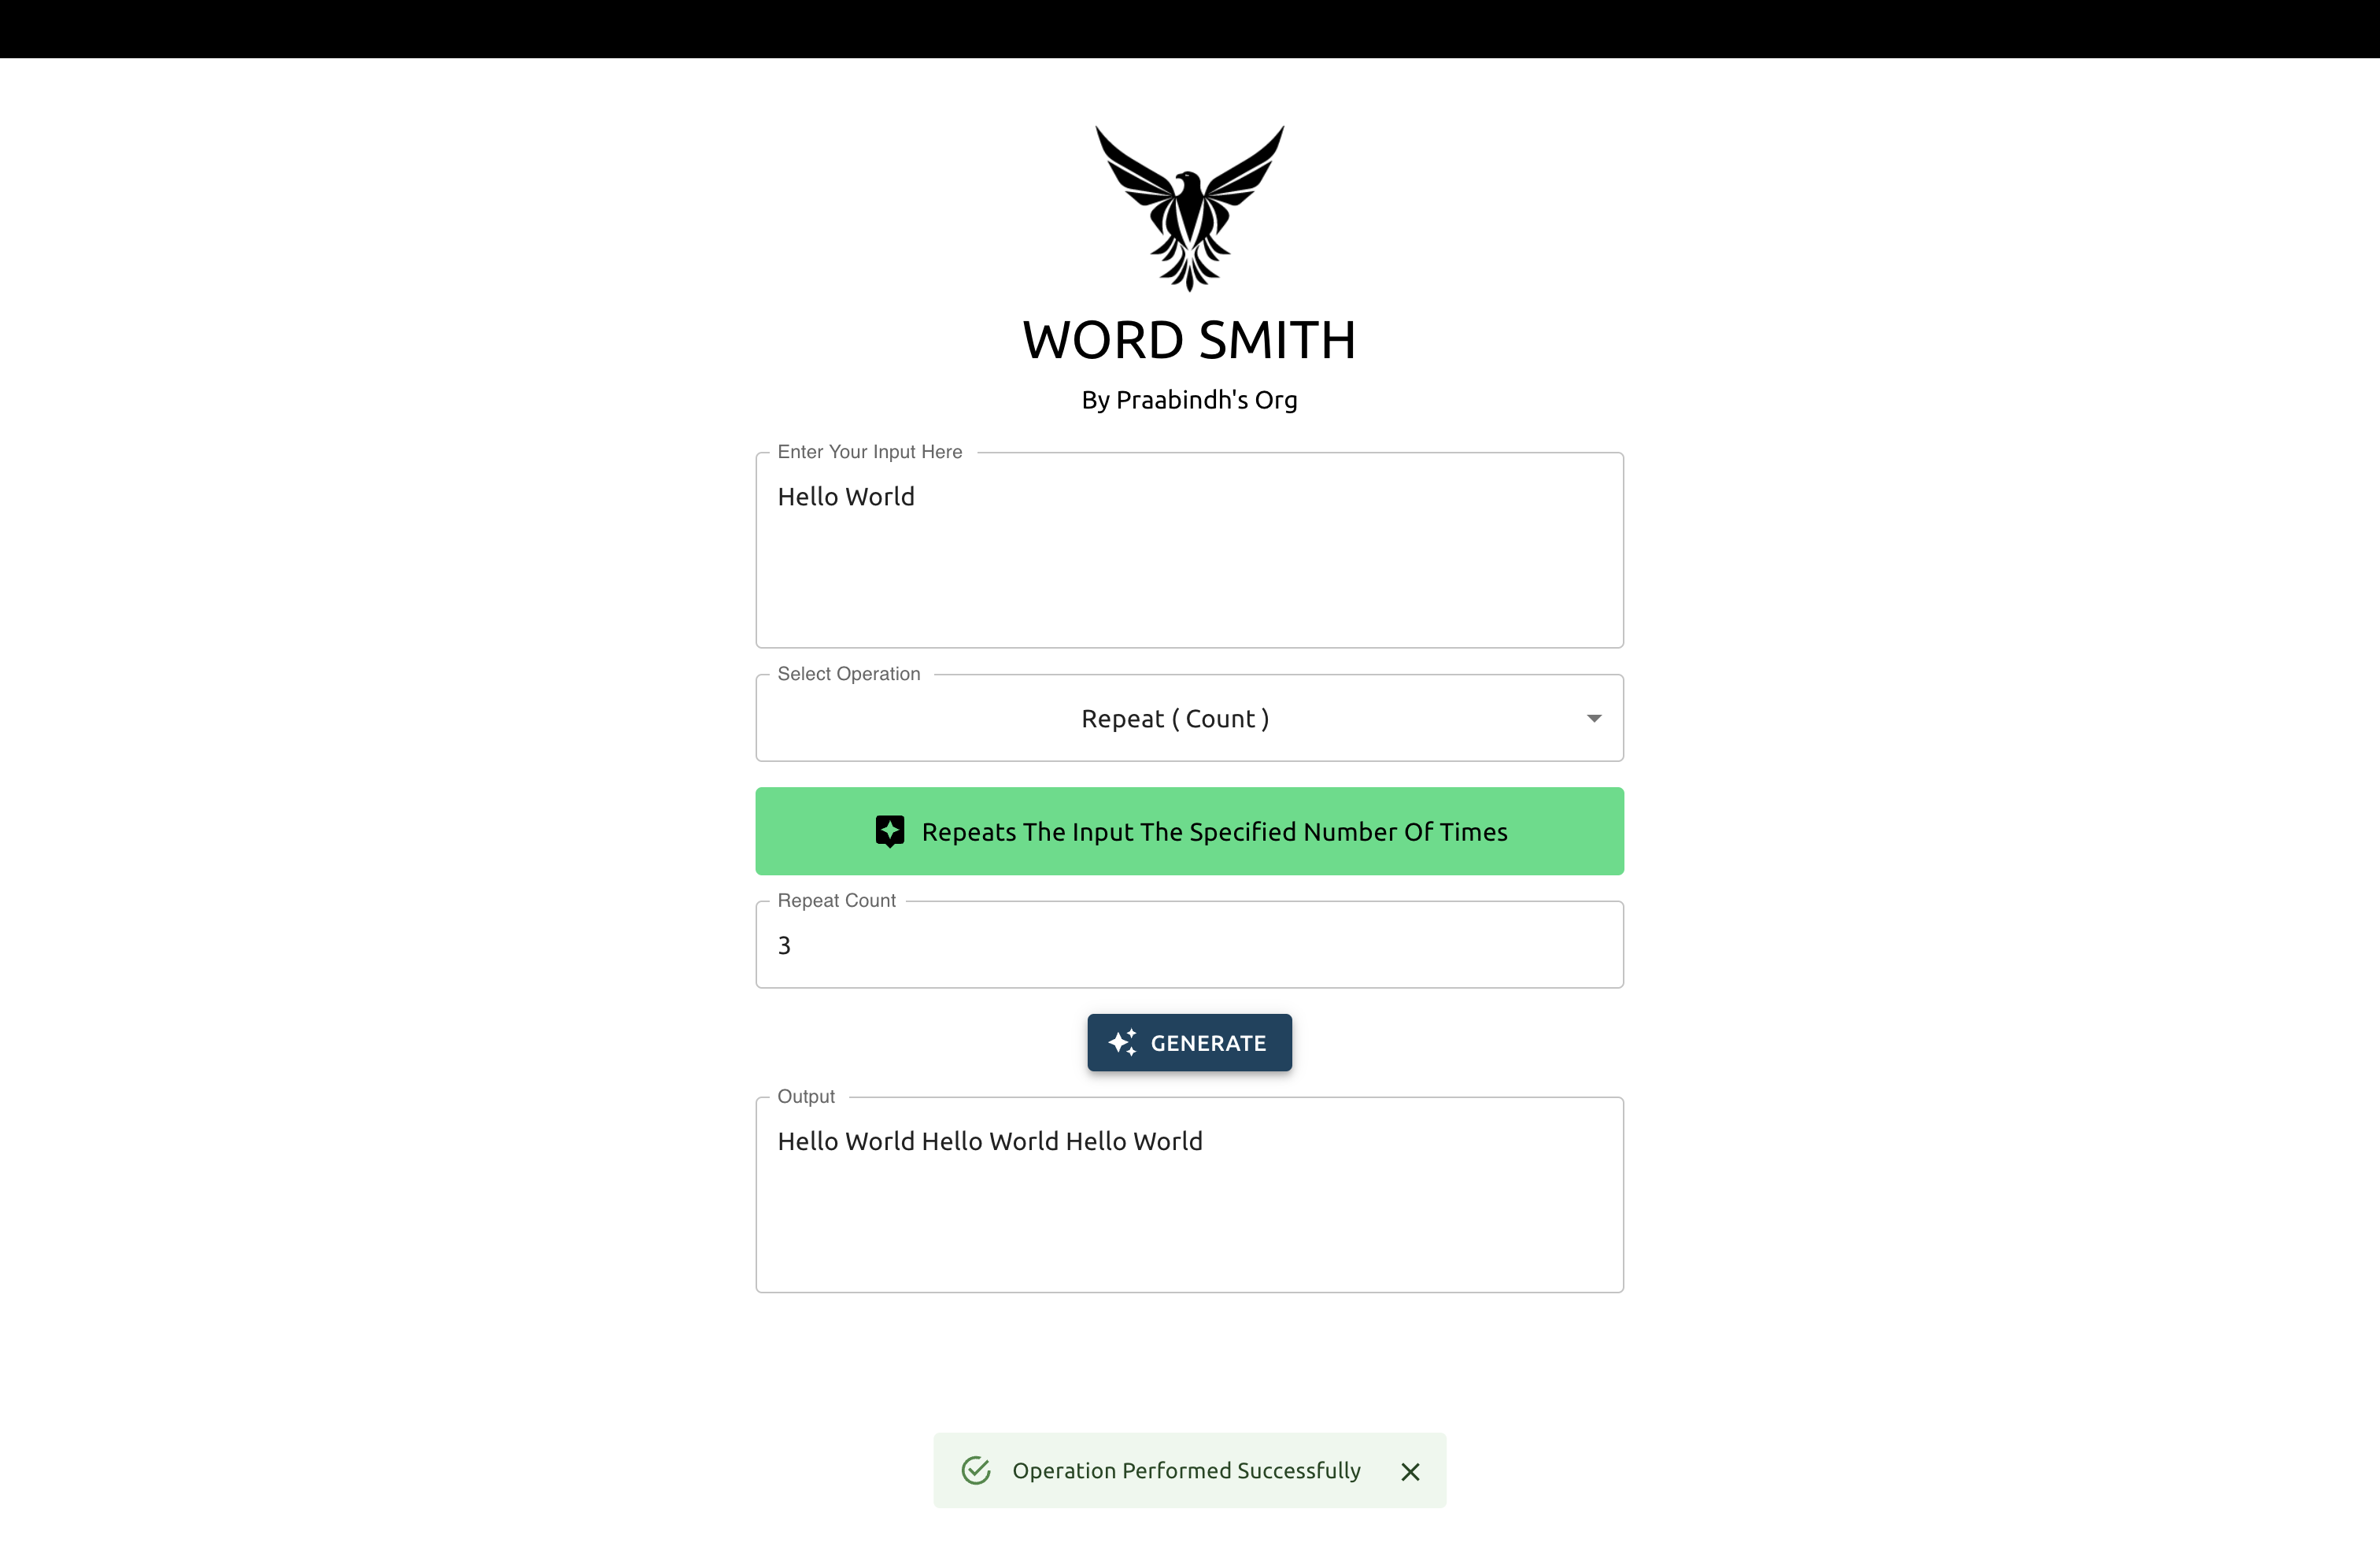 WORD SMITH
By Praabindh's Org
Enter Your Input Here
Hello World
Select Operation
Repeat ( Count )
Repeats The Input The Specified Number Of Times
Repeat Count
3
GENERATE
Output
Hello World Hello World Hello World
Operation Performed Successfully